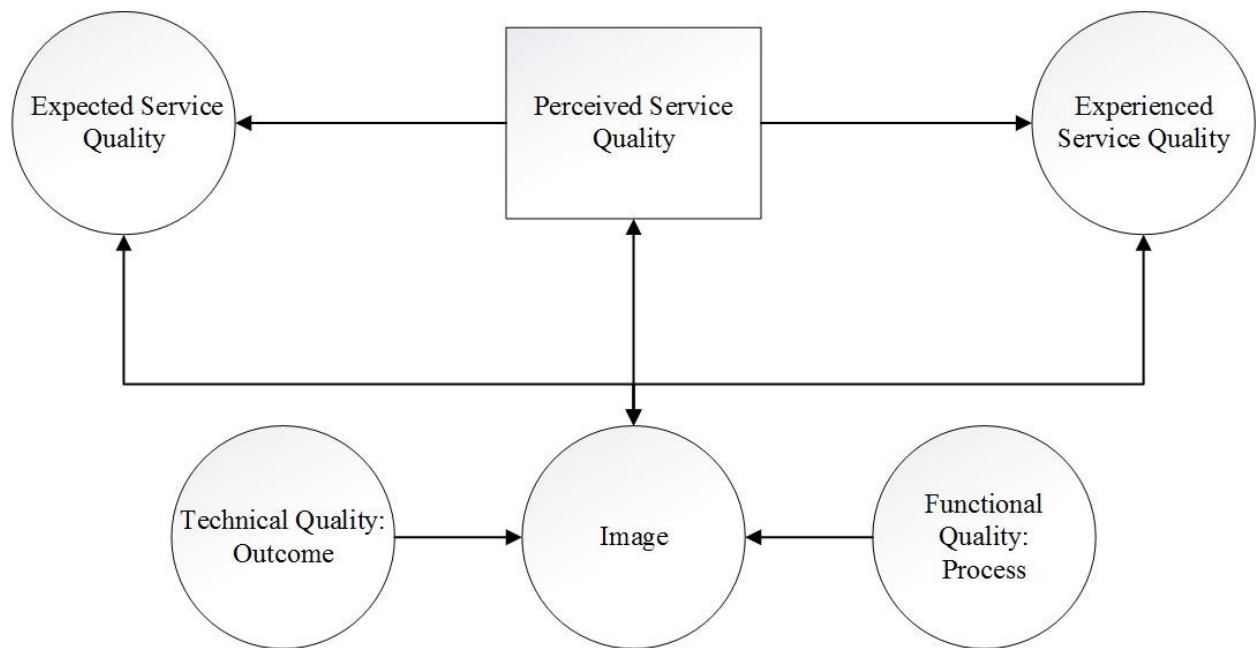 Expected Service
Quality
Perceived Service
Quality
Experienced
Service Quality
Technical Quality:
Outcome
Image
Functional
Quality:
Process